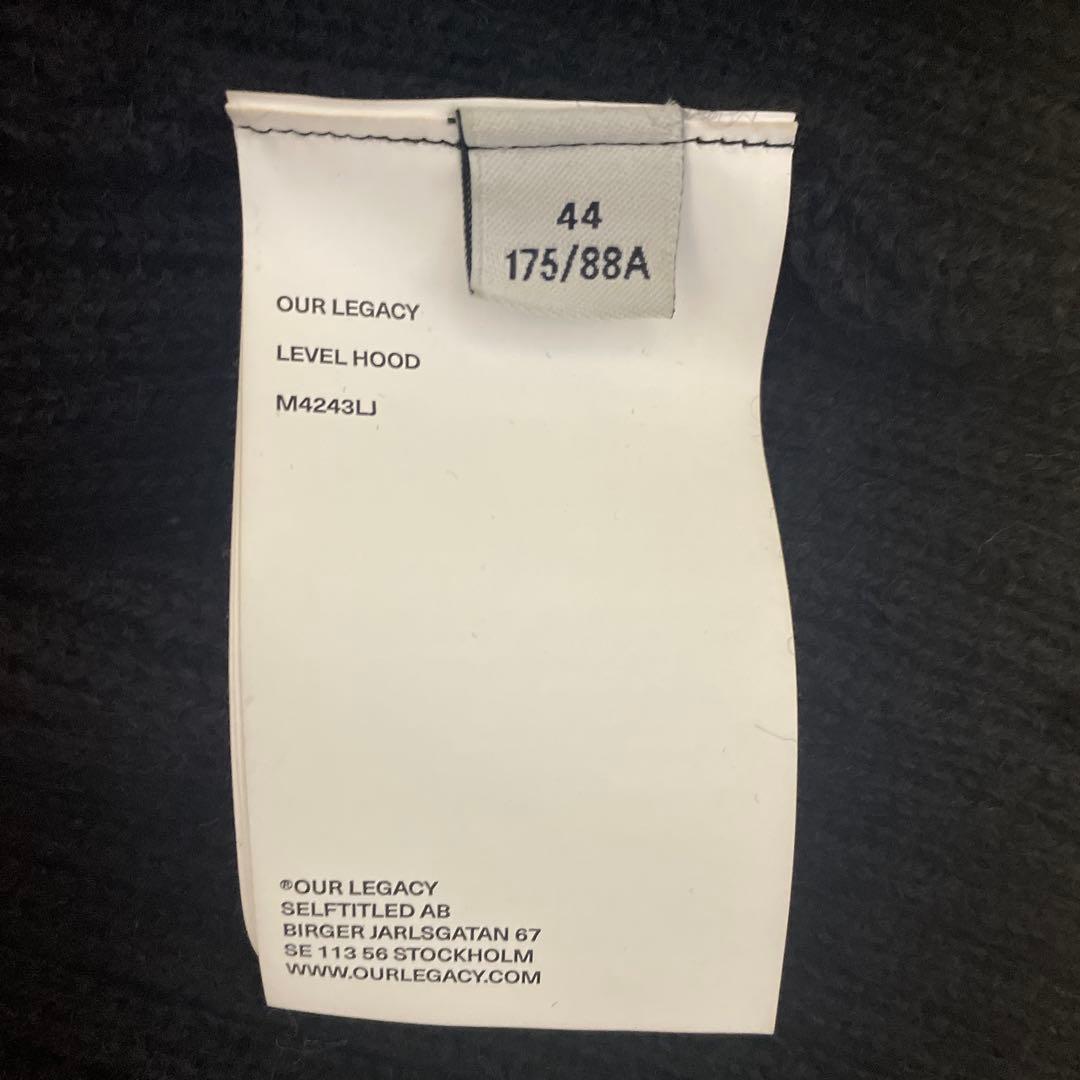 44
175/88A
OUR LEGACY
LEVEL HOOD
M4243LJ
®OUR LEGACY
SELFTITLED AB
BIRGER JARLSGATAN 67
SE 113 56 STOCKHOLM
WWW.OURLEGACY.COM